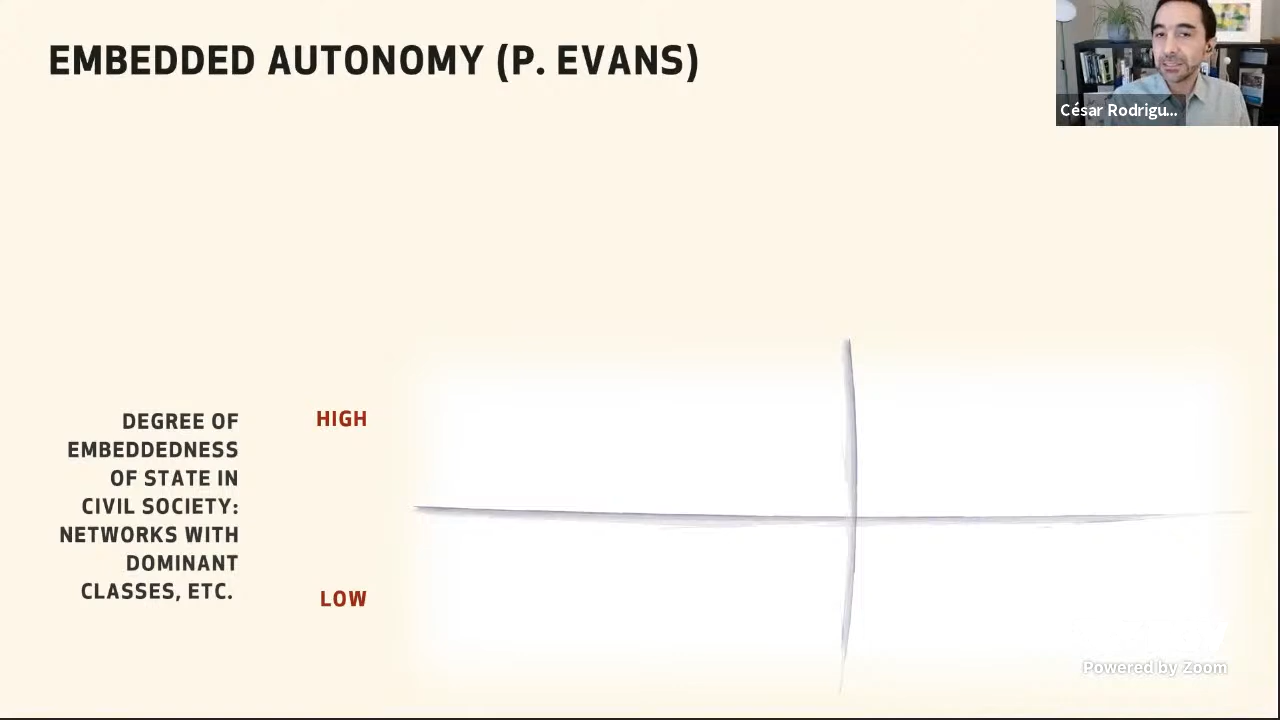 EMBEDDED AUTONOMY (P. EVANS)
César Rodrigu...
DEGREE OF
EMBEDDEDNESS
OF STATE IN
CIVIL SOCIETY:
NETWORKS WITH
DOMINANT
CLASSES, ETC.
HIGH
LOW
Powered by Zoom